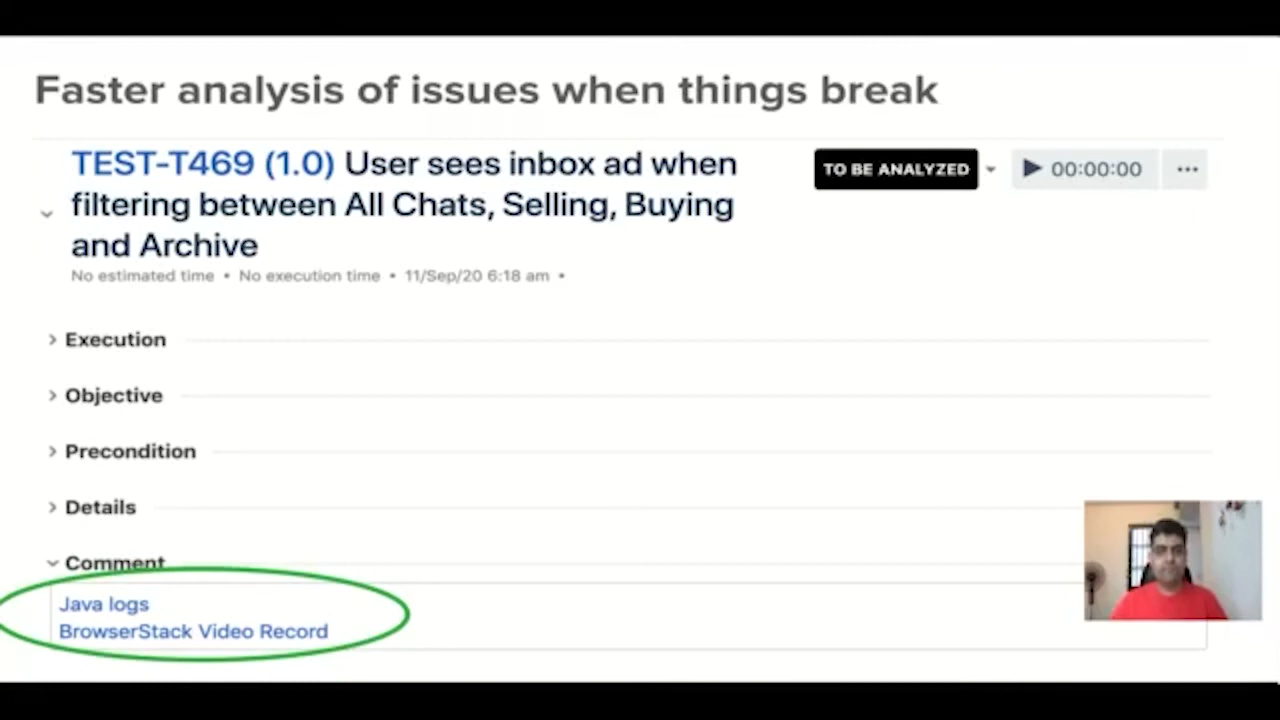 Faster analysis of issues when things break
TEST-T469 (1.0) User sees inbox ad when
filtering between All Chats, Selling, Buying
and Archive
TO BE ANALYZED
00:00:00
No estimated time • No execution time • 11/Sep/20 6:18 am •
Execution
Objective
Precondition
Details
Comment
Java logs
BrowserStack Video Record